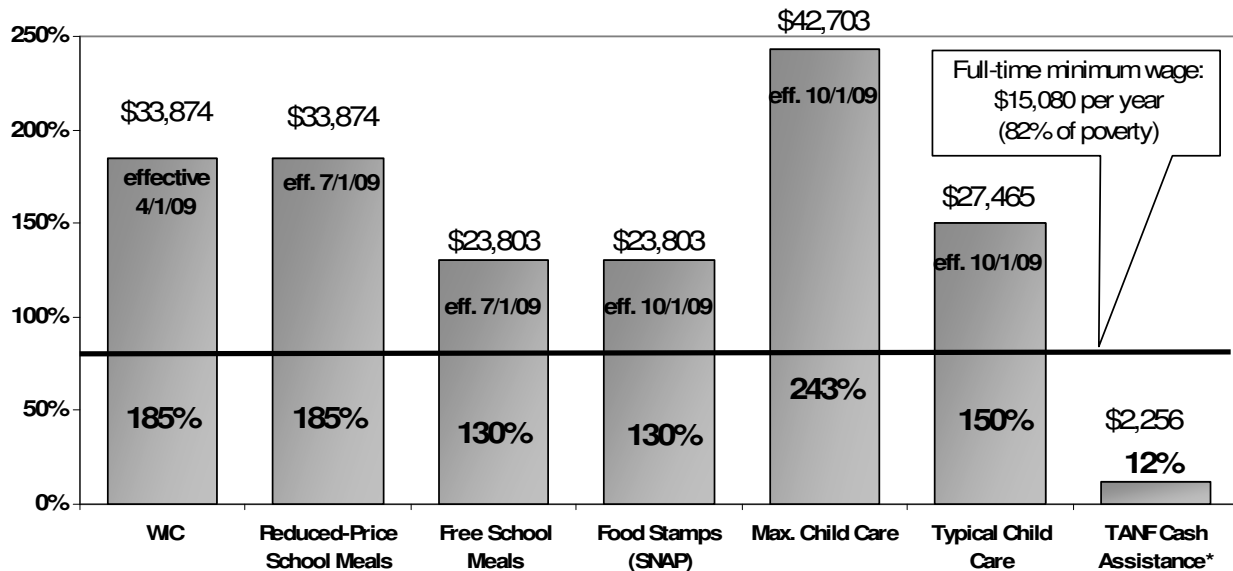 $42,703
250%
Full-time minimum wage:
$15,080 per year
(82% of poverty)
eff. 10/1/09
$33,874
$33,874
200%
effective
4/1/09
eff. 7/1/09
$27,465
150%
$23,803
$23,803
eff. 10/1/09
eff. 7/1/09
eff. 10/1/09
100%
243%
50%
185%
185%
130%
130%
150%
$2,256
12%
0%
WIC
Reduced-Price
School Meals
Free School
Meals
Food Stamps
(SNAP)
Max. Child Care
Typical Child
Care
TANF Cash
Assistance*